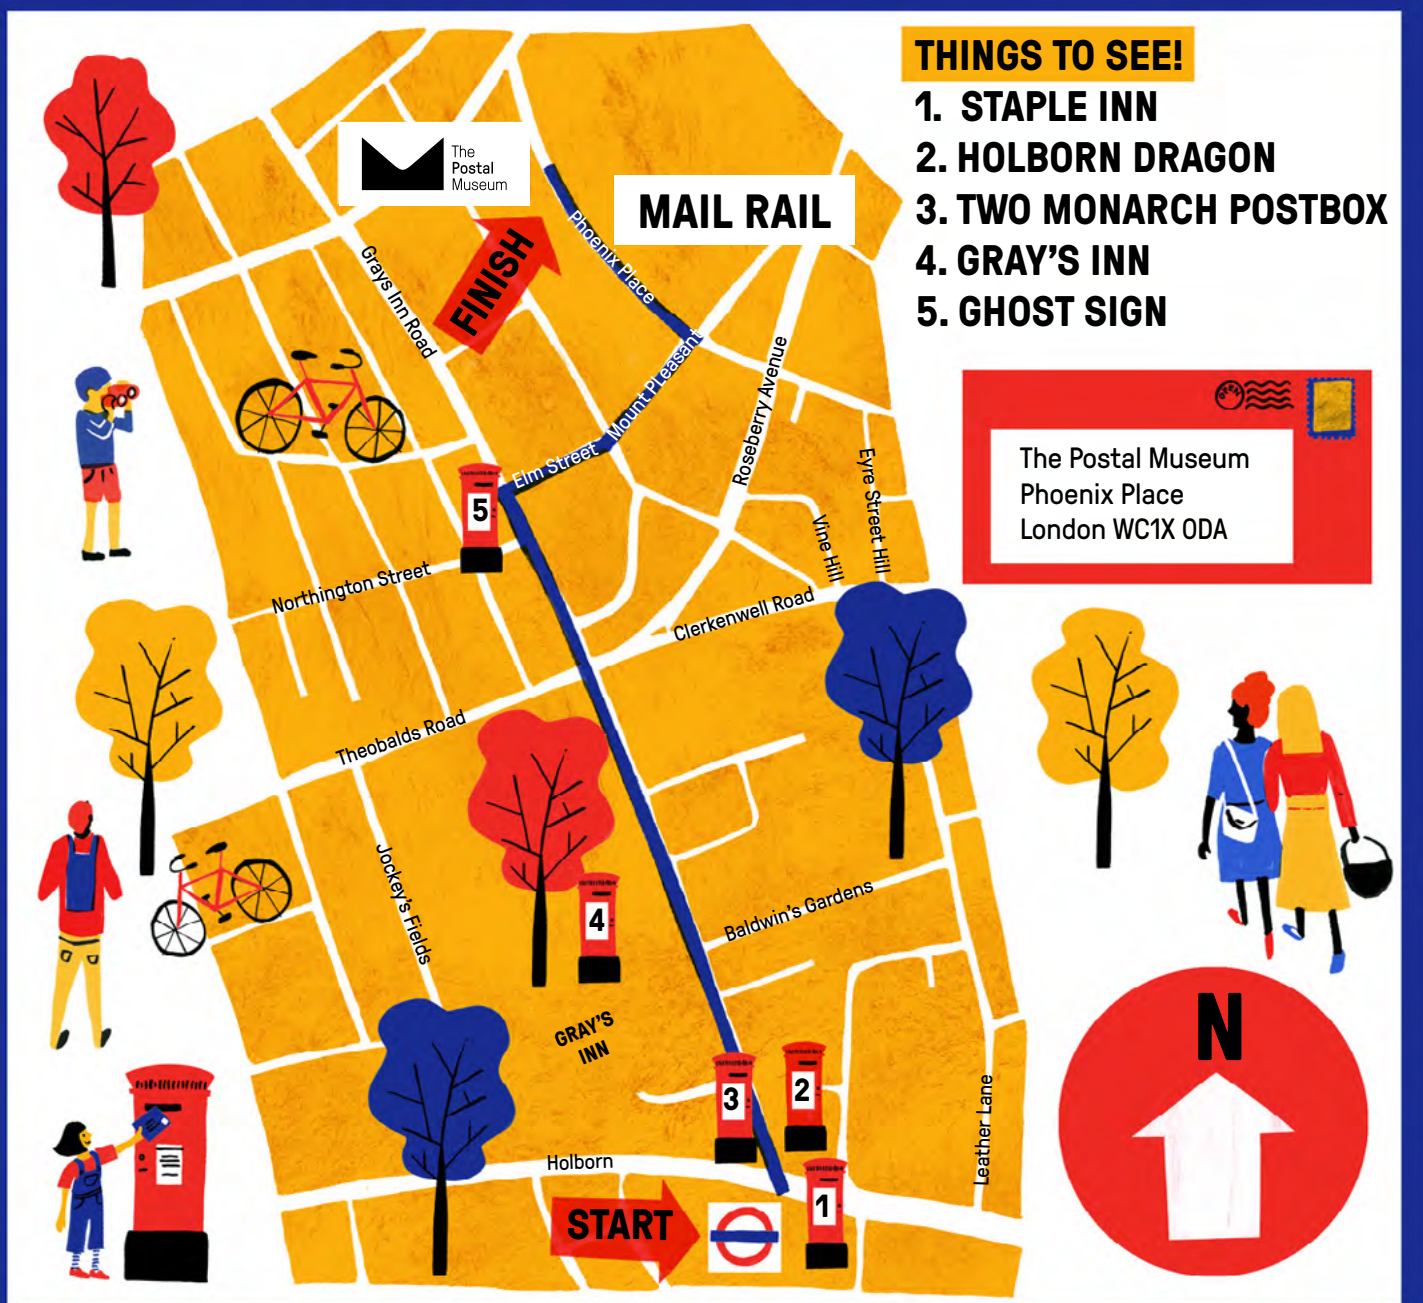 THINGS TO SEE!
1. STAPLE INN
2. HOLBORN DRAGON
3. TWO MONARCH POSTBOX
4. GRAY'S INN
5. GHOST SIGN
The
Postal
Museum
MAIL RAIL
FINISH
Phoenix Place
Grays Inn Road
Mount PLeasant
Roseberry Avenue
Elm Street
5
Eyre Street Hill
Vine Hill
The Postal Museum
Phoenix Place
London WC1X 0DA
Northington Street
Clerkenwell Road
Theobalds Road
Jockey's Fields
4
Baldwin's Gardens
GRAY'S
INN
N
3
2
Leather Lane
Holborn
1
START